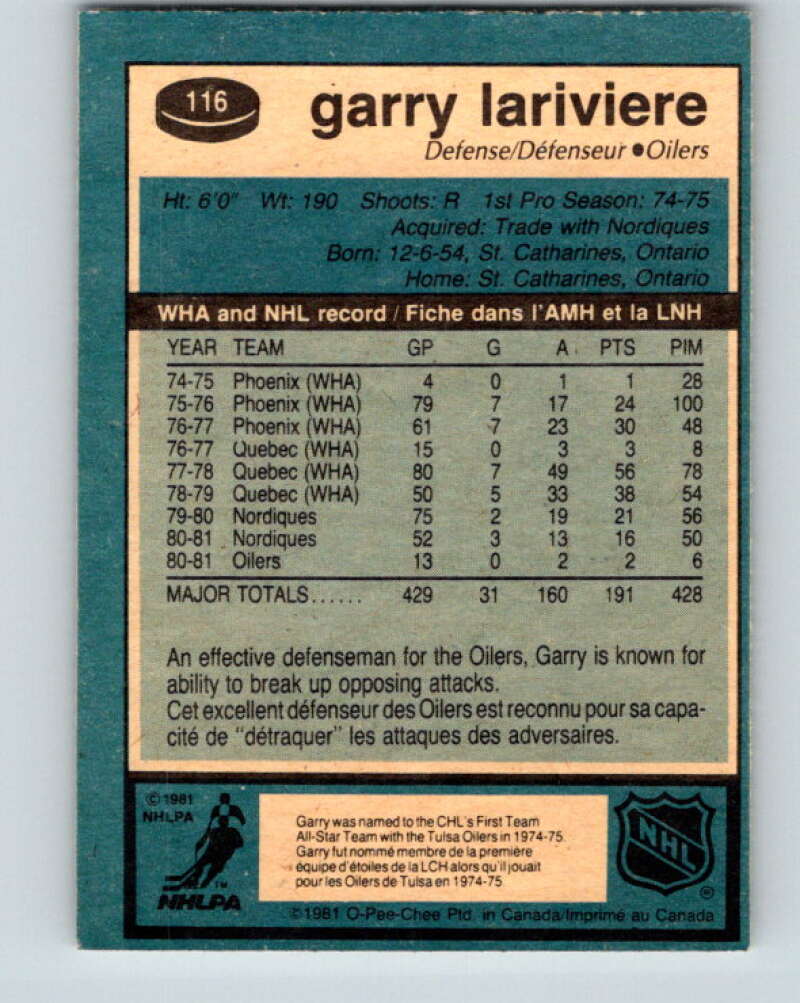 116
garry lariviere
Defense/Défenseur ● Oilers
Ht: 6'0" Wt: 190 Shoots: R 1st Pro Season: 74-75
Acquired: Trade with Nordiques
Born: 12-6-54, St. Catharines, Ontario
Home: St. Catharines, Ontario
WHA and NHL record / Fiche dans l'AMH et la LNH
YEAR TEAM GP G A PTS PIM
74-75 Phoenix (WHA) 4 0 1 1 28
75-76 Phoenix (WHA) 79 7 17 24 100
76-77 Phoenix (WHA) 61 7 23 30 48
76-77 Quebec (WHA) 15 0 3 3 8
77-78 Quebec (WHA) 80 7 49 56 78
78-79 Quebec (WHA) 50 5 33 38 54
79-80 Nordiques 75 2 19 21 56
80-81 Nordiques 52 3 13 16 50
80-81 Oilers 13 0 2 2 6
MAJOR TOTALS...... 429 31 160 191 428
An effective defenseman for the Oilers, Garry is known for
ability to break up opposing attacks.
Cet excellent défenseur des Oilers est reconnu pour sa capa-
cité de "détraquer" les attaques des adversaires.
© 1981
NHLPA
TM
NHLPA
Garry was named to the CHL's First Team
All-Star Team with the Tulsa Oilers in 1974-75.
Garry fut nommé membre de la première
équipe d'étoiles de la LCH alors qu'il jouait
pour les Oilers de Tulsa en 1974-75.
NHL
®
© 1981 O-Pee-Chee Ptd. in Canada/Imprimé au Canada